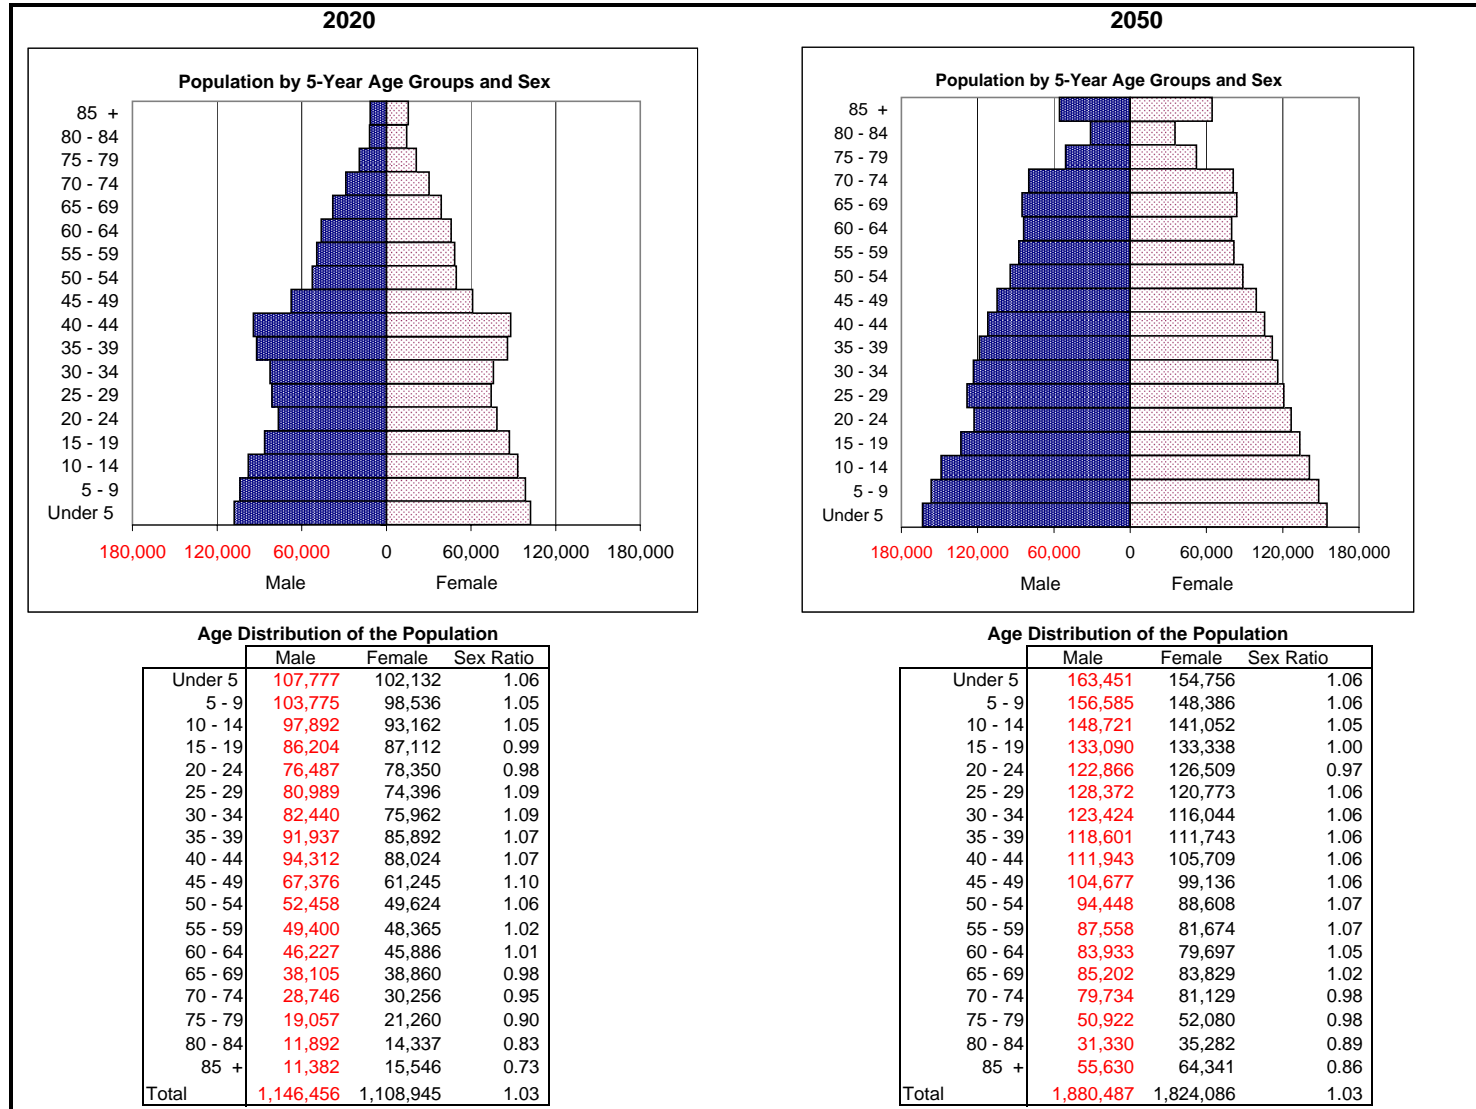 2020
Population by 5-Year Age Groups and Sex
85 +
80 - 84
75 - 79
70 - 74
65 - 69
60 - 64
55 - 59
50 - 54
45 - 49
40 - 44
35 - 39
30 - 34
25 - 29
20 - 24
15 - 19
10 - 14
5 - 9
Under 5
180,000 120,000 60,000 0 60,000 120,000 180,000
Male Female
Age Distribution of the Population
Male Female Sex Ratio
Under 5 107,777 102,132 1.06
5 - 9 103,775 98,536 1.05
10 - 14 97,892 93,162 1.05
15 - 19 86,204 87,112 0.99
20 - 24 76,487 78,350 0.98
25 - 29 80,989 74,396 1.09
30 - 34 82,440 75,962 1.09
35 - 39 91,937 85,892 1.07
40 - 44 94,312 88,024 1.07
45 - 49 67,376 61,245 1.10
50 - 54 52,458 49,624 1.06
55 - 59 49,400 48,365 1.02
60 - 64 46,227 45,886 1.01
65 - 69 38,105 38,860 0.98
70 - 74 28,746 30,256 0.95
75 - 79 19,057 21,260 0.90
80 - 84 11,892 14,337 0.83
85 + 11,382 15,546 0.73
Total 1,146,456 1,108,945 1.03
2050
Population by 5-Year Age Groups and Sex
85 +
80 - 84
75 - 79
70 - 74
65 - 69
60 - 64
55 - 59
50 - 54
45 - 49
40 - 44
35 - 39
30 - 34
25 - 29
20 - 24
15 - 19
10 - 14
5 - 9
Under 5
180,000 120,000 60,000 0 60,000 120,000 180,000
Male Female
Age Distribution of the Population
Male Female Sex Ratio
Under 5 163,451 154,756 1.06
5 - 9 156,585 148,386 1.06
10 - 14 148,721 141,052 1.05
15 - 19 133,090 133,338 1.00
20 - 24 122,866 126,509 0.97
25 - 29 128,372 120,773 1.06
30 - 34 123,424 116,044 1.06
35 - 39 118,601 111,743 1.06
40 - 44 111,943 105,709 1.06
45 - 49 104,677 99,136 1.06
50 - 54 94,448 88,608 1.07
55 - 59 87,558 81,674 1.07
60 - 64 83,933 79,697 1.05
65 - 69 85,202 83,829 1.02
70 - 74 79,734 81,129 0.98
75 - 79 50,922 52,080 0.98
80 - 84 31,330 35,282 0.89
85 + 55,630 64,341 0.86
Total 1,880,487 1,824,086 1.03